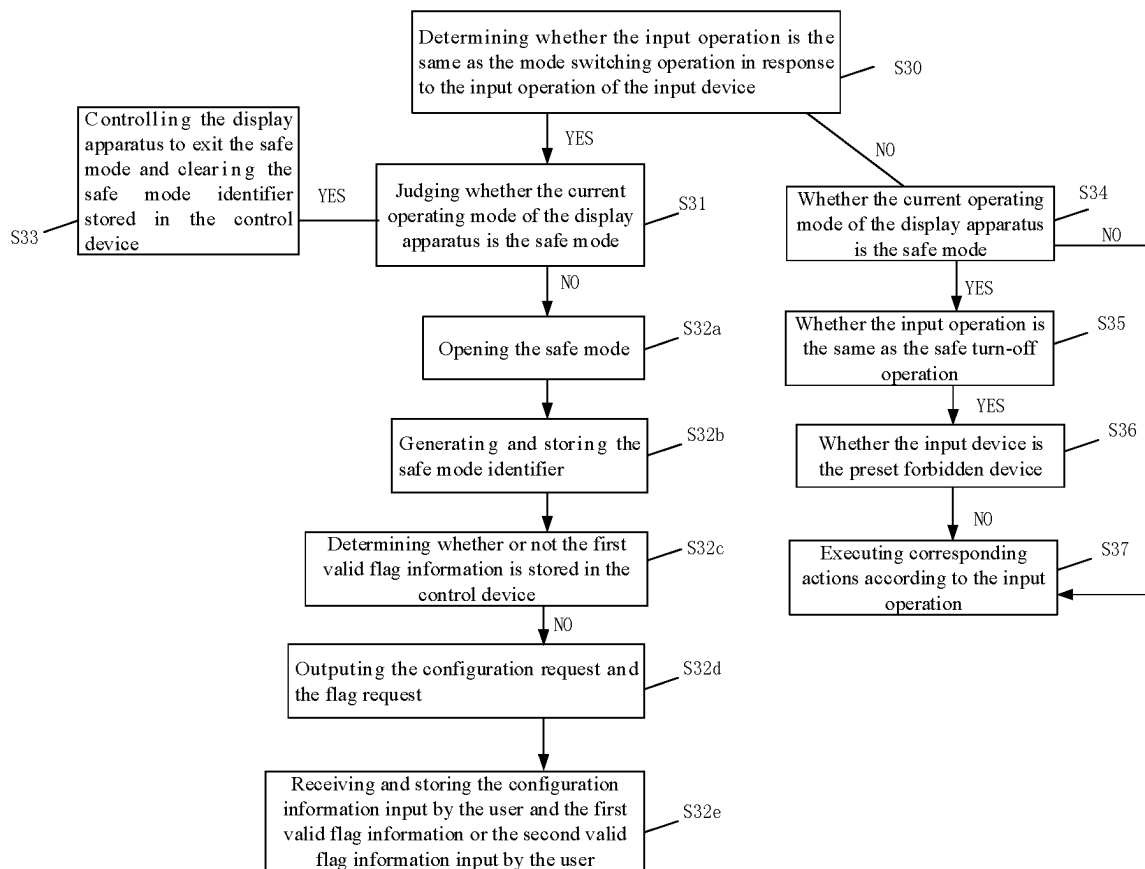 Determining whether the input operation is the
same as the mode switching operation in response
to the input operation of the input device
S30
YES
NO
Controlling the display
apparatus to exit the safe
mode and clearing the
safe mode identifier
stored in the control
device
S33
YES
Judging whether the current
operating mode of the display
apparatus is the safe mode
S31
NO
Whether the current operating
mode of the display apparatus
is the safe mode
S34
NO
YES
Opening the safe mode
S32a
Whether the input operation is
the same as the safe turn-off
operation
S35
YES
Generating and storing the
safe mode identifier
S32b
Whether the input device is
the preset forbidden device
S36
NO
Determining whether or not the first
valid flag information is stored in the
control device
S32c
NO
Executing corresponding
actions according to the input
operation
S37
Outputing the configuration request and
the flag request
S32d
Receiving and storing the configuration
information input by the user and the first
valid flag information or the second valid
flag information input by the user
S32e